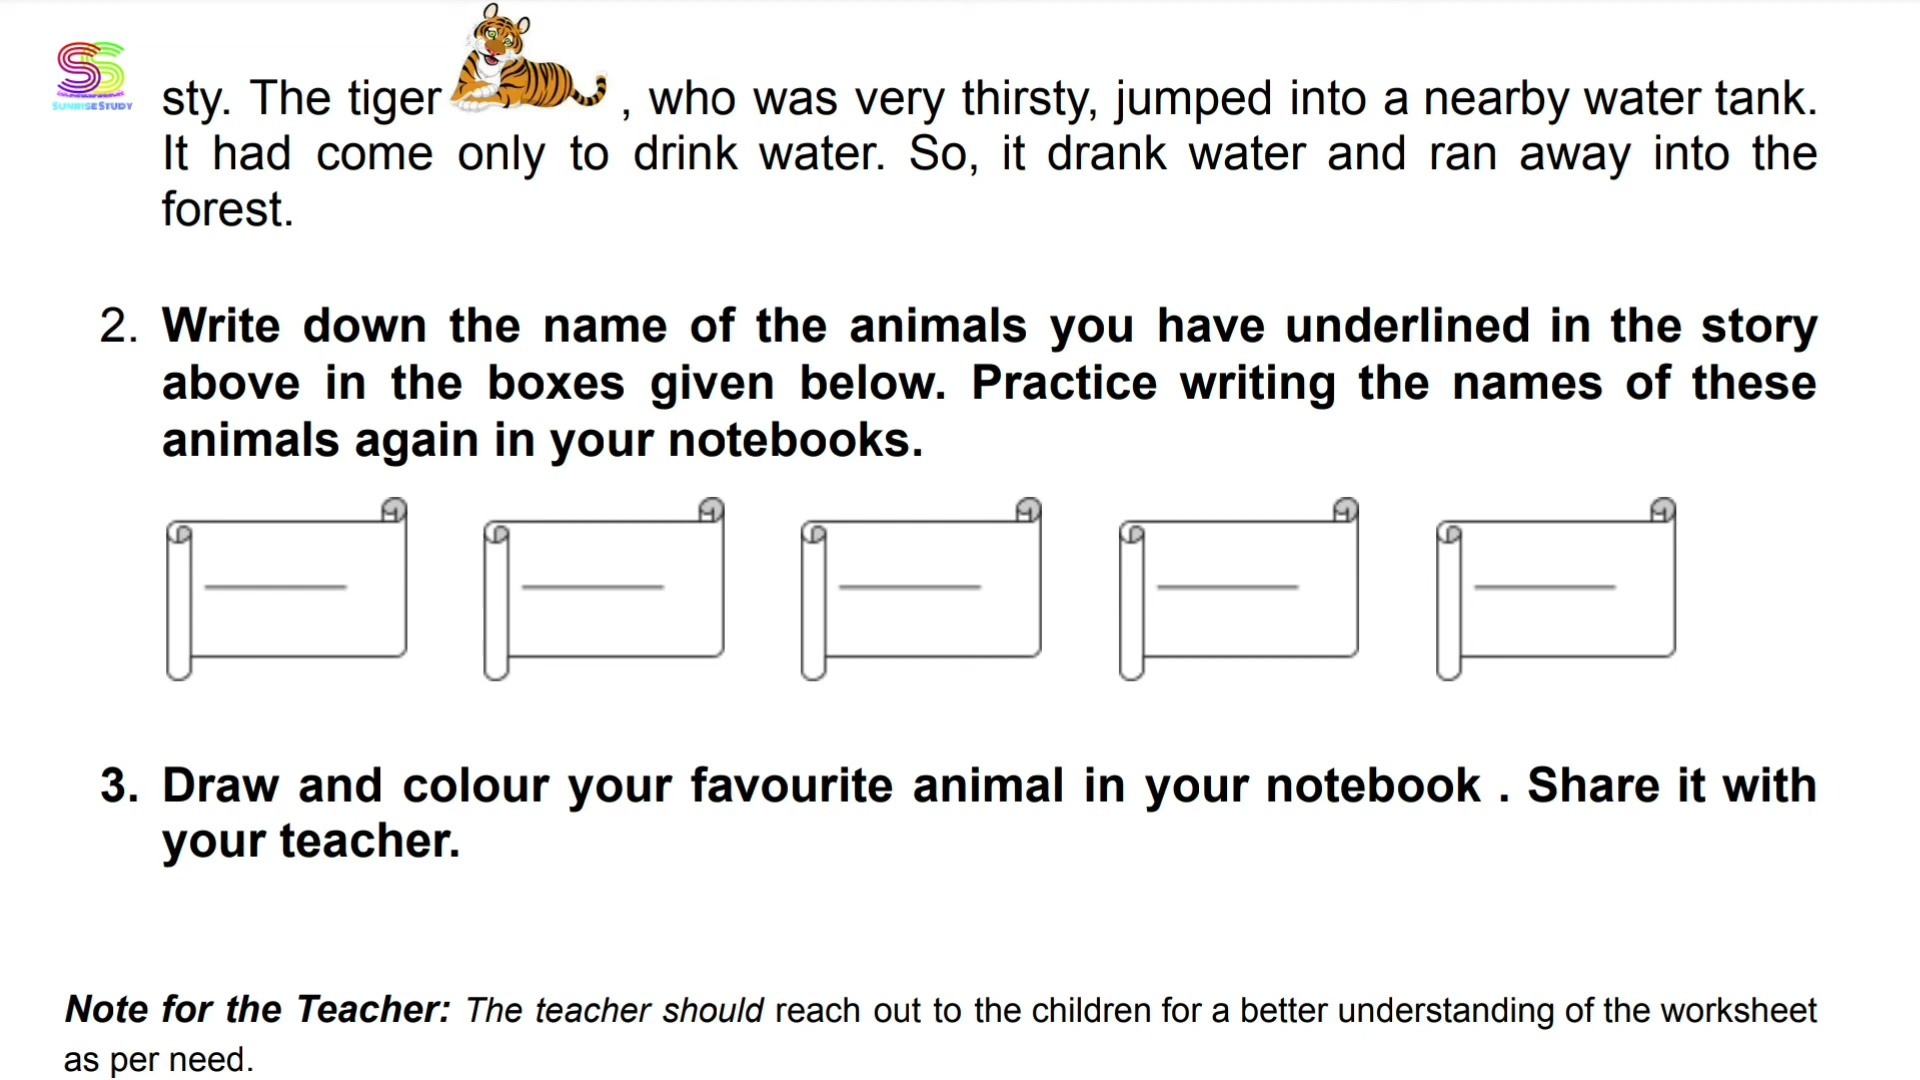 SUNRISE STUDY
sty. The tiger , who was very thirsty, jumped into a nearby water tank.
It had come only to drink water. So, it drank water and ran away into the
forest.
2. Write down the name of the animals you have underlined in the story
above in the boxes given below. Practice writing the names of these
animals again in your notebooks.
3. Draw and colour your favourite animal in your notebook . Share it with
your teacher.
Note for the Teacher: The teacher should reach out to the children for a better understanding of the worksheet
as per need.